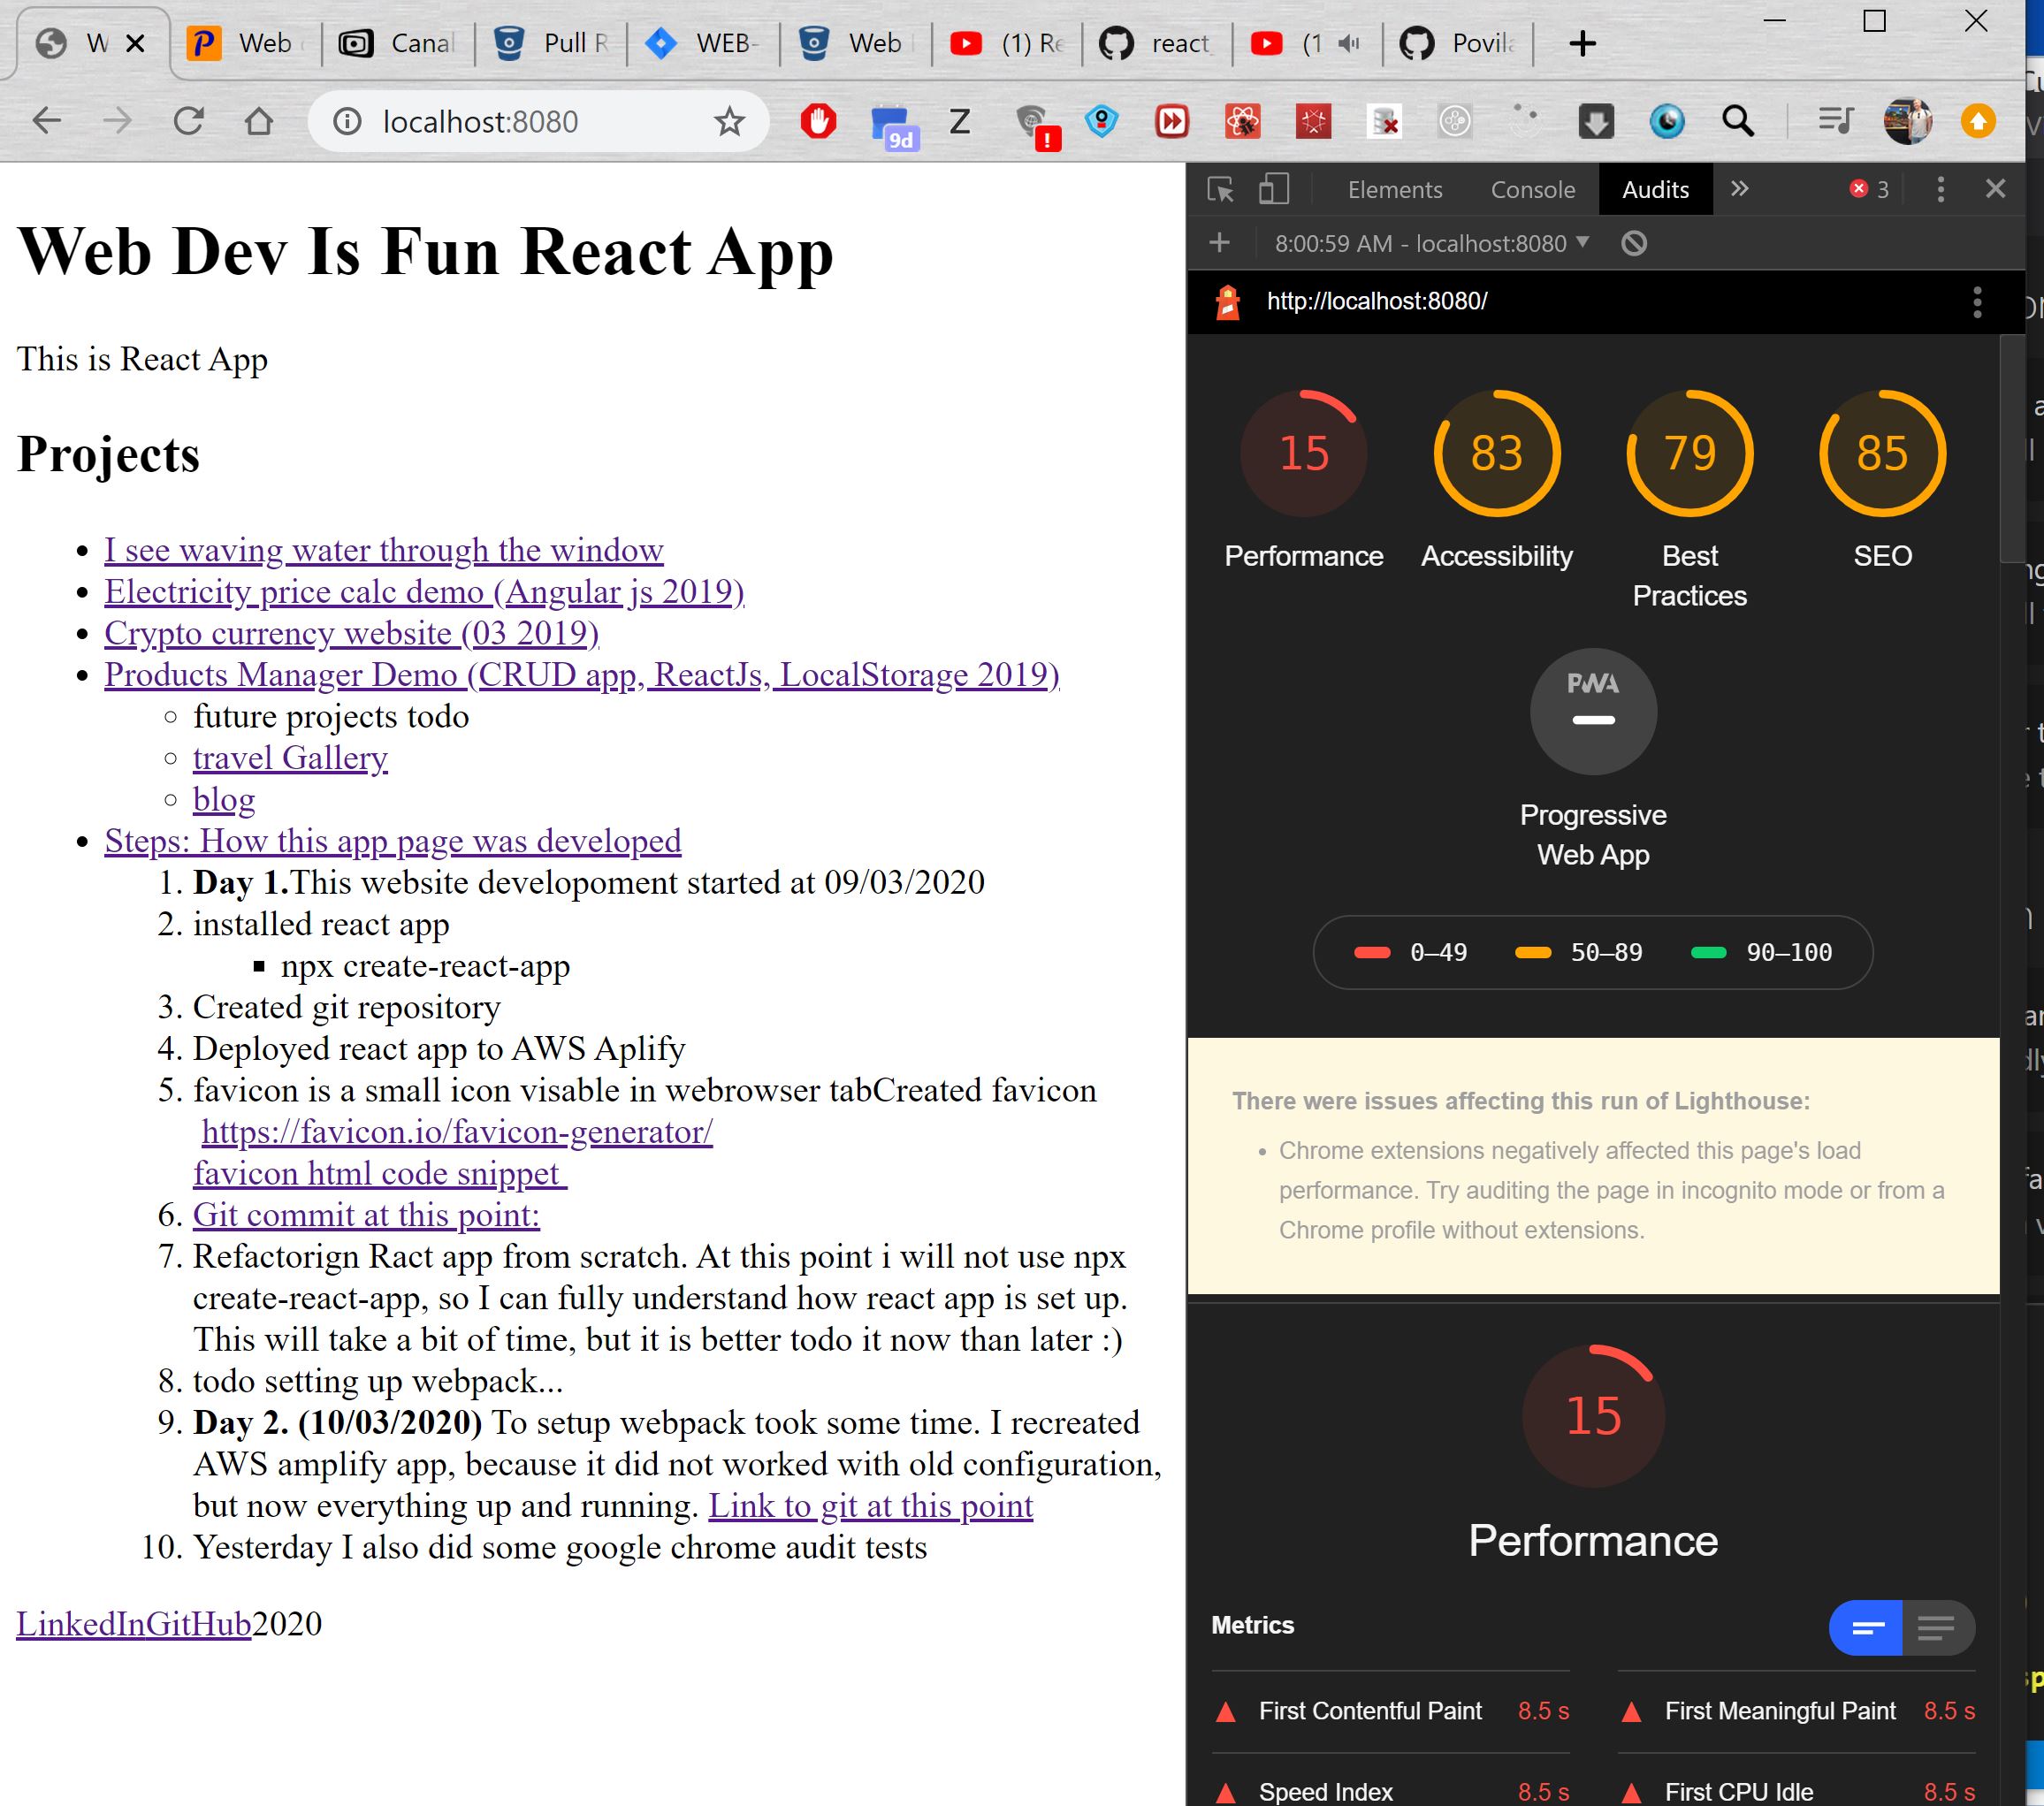 W
Web
Canal
Pull R
WEB-
Web
(1) Re
react
(1
Povila
localhost:8080
9d
Z
!
Web Dev Is Fun React App
This is React App
Projects
I see waving water through the window
Electricity price calc demo (Angular js 2019)
Crypto currency website (03 2019)
Products Manager Demo (CRUD app, ReactJs, LocalStorage 2019)
future projects todo
travel Gallery
blog
Steps: How this app page was developed
1. Day 1.This website developoment started at 09/03/2020
2. installed react app
npx create-react-app
3. Created git repository
4. Deployed react app to AWS Aplify
5. favicon is a small icon visable in webrowser tabCreated favicon
https://favicon.io/favicon-generator/
favicon html code snippet
6. Git commit at this point:
7. Refactorign Ract app from scratch. At this point i will not use npx
create-react-app, so I can fully understand how react app is set up.
This will take a bit of time, but it is better todo it now than later :)
8. todo setting up webpack...
9. Day 2. (10/03/2020) To setup webpack took some time. I recreated
AWS amplify app, because it did not worked with old configuration,
but now everything up and running. Link to git at this point
10. Yesterday I also did some google chrome audit tests
LinkedInGitHub2020
Elements Console Audits » 3
8:00:59 AM - localhost:8080
http://localhost:8080/
15 83 79 85
Performance Accessibility Best SEO
Practices
PWA
Progressive
Web App
0–49 50–89 90–100
There were issues affecting this run of Lighthouse:
Chrome extensions negatively affected this page's load
performance. Try auditing the page in incognito mode or from a
Chrome profile without extensions.
15
Performance
Metrics
First Contentful Paint 8.5 s First Meaningful Paint 8.5 s
Speed Index 8.5 s First CPU Idle 8.5 s